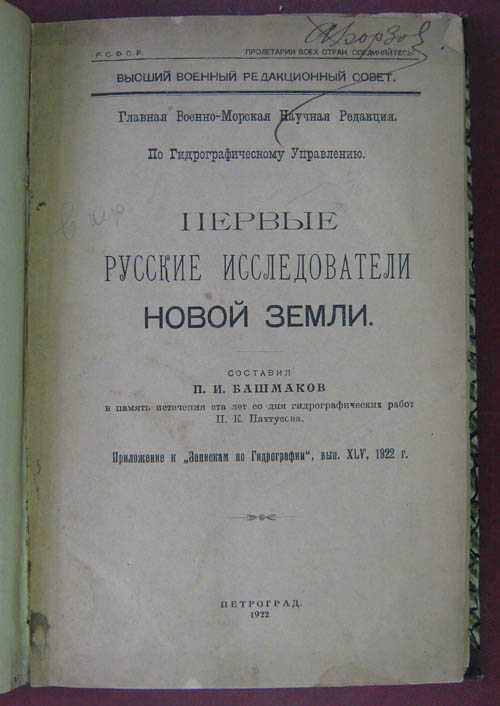 Р. С. Ф. С. Р. ПРОЛЕТАРИИ ВСЕХ СТРАН, СОЕДИНЯЙТЕСЬ
ВЫСШИЙ ВОЕННЫЙ РЕДАКЦИОННЫЙ СОВЕТ.
Главная Военно-Морская Научная Редакция.
По Гидрографическому Управлению.
ПЕРВЫЕ
РУССКИЕ ИССЛЕДОВАТЕЛИ
НОВОЙ ЗЕМЛИ.
СОСТАВИЛ
П. И. БАШМАКОВ
в память истечения ста лет со дня гидрографических работ
П. К. Пахтусова.
Приложение к „Запискам по Гидрографии“, вып. XLV, 1922 г.
ПЕТРОГРАД.
1922.